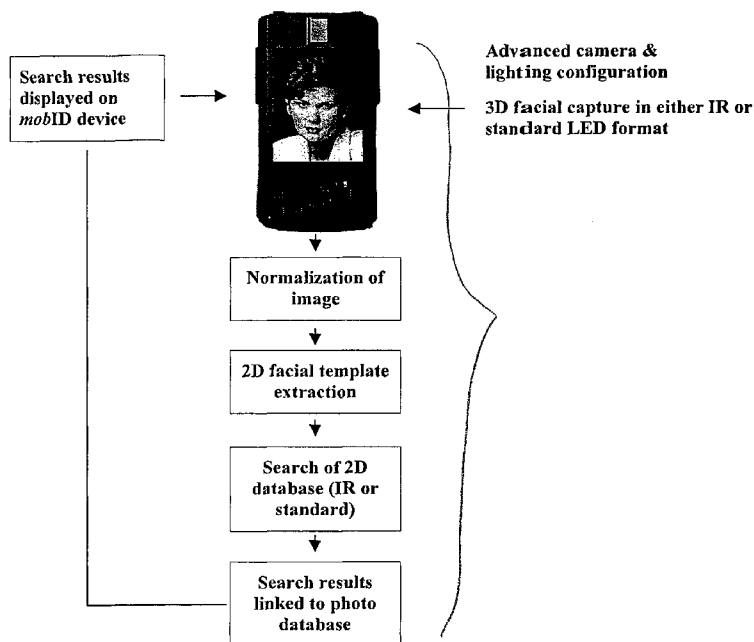 Search results
displayed on
mobID device
Advanced camera &
lighting configuration
3D facial capture in either IR or
standard LED format
Normalization of
image
2D facial template
extraction
Search of 2D
database (IR or
standard)
Search results
linked to photo
database